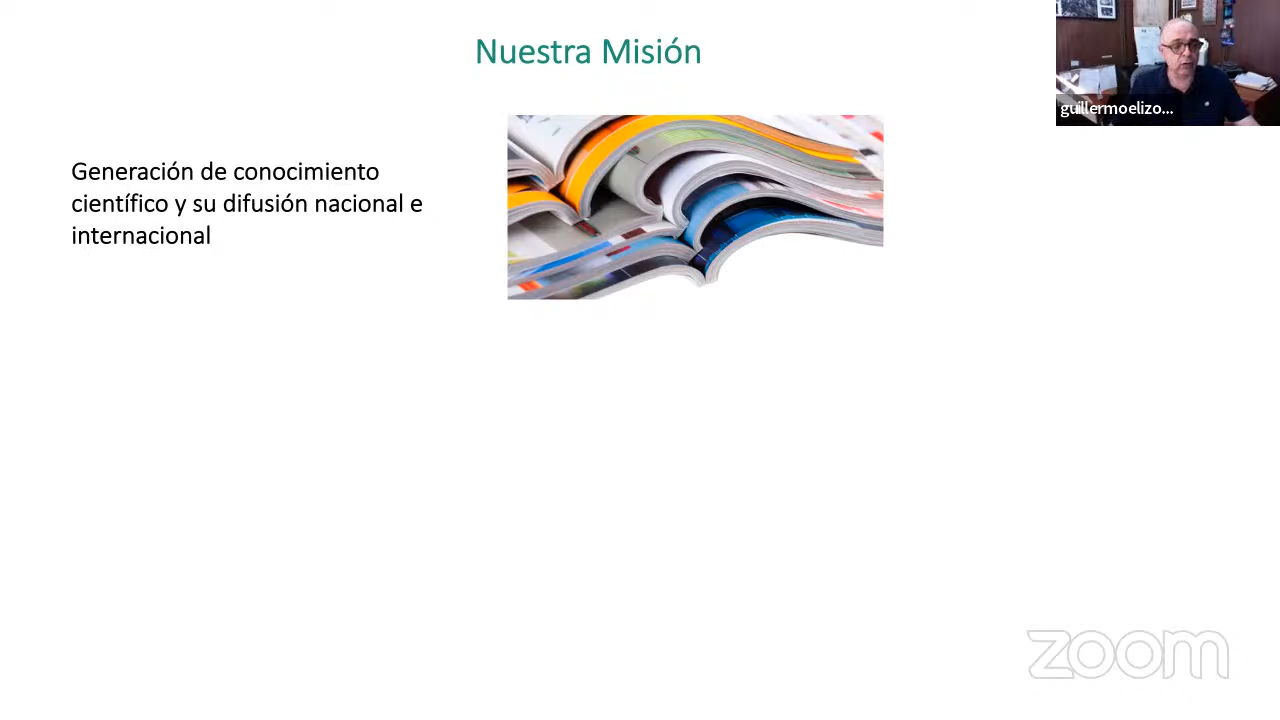 Nuestra Misión
guillermoelizo...
Generación de conocimiento
científico y su difusión nacional e
internacional
zoom